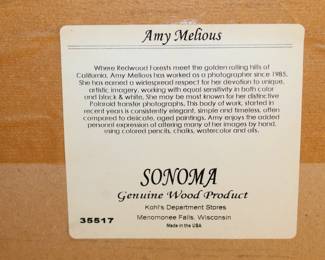 Amy Melious
Where Redwood Forests meet the golden rolling hills of
California, Amy Melious has worked as a photographer since 1985.
She has earned a widespread respect for her devotion to unique,
artistic imagery, working with equal sensitivity in both color
and black & white. She may be most known for her distinctive
Polaroid transfer photographs. This body of work, started in
recent years is consistently elegant, simple and timeless, often
compared to delicate, aged paintings. Amy enjoys the added
personal expression of altering many of her images by hand,
using colored pencils, chalks, watercolor and oils.
SONOMA
Genuine Wood Product
Kohl's Department Stores
35517
Menomonee Falls, Wisconsin
Made in the USA